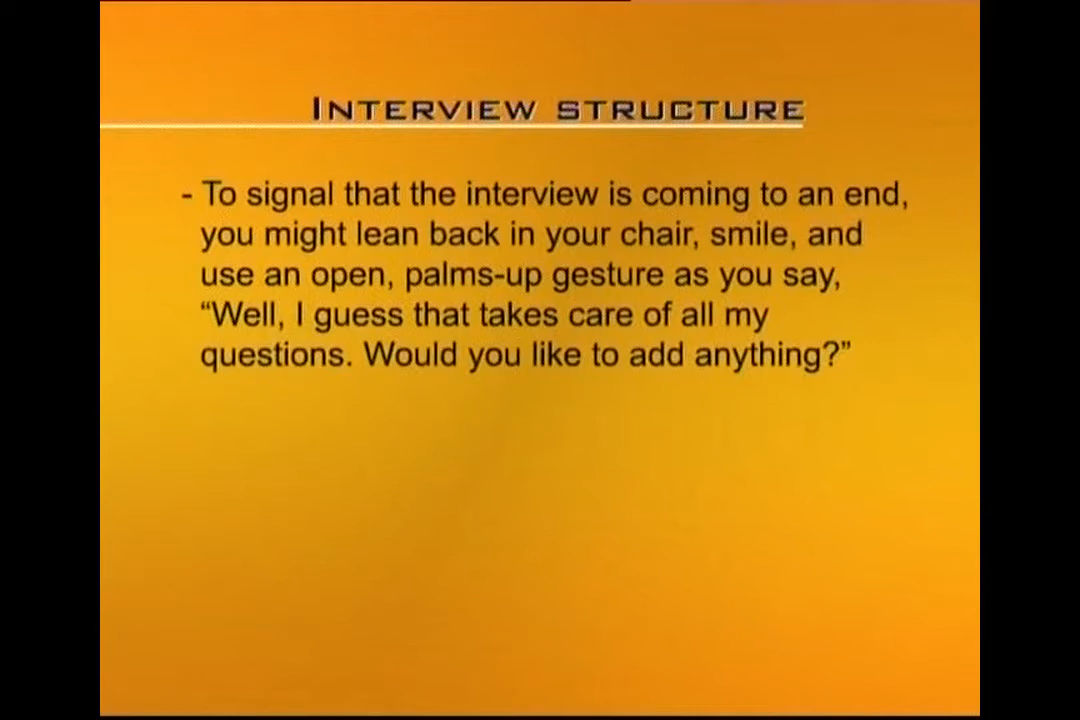 INTERVIEW STRUCTURE
- To signal that the interview is coming to an end,
you might lean back in your chair, smile, and
use an open, palms-up gesture as you say,
“Well, I guess that takes care of all my
questions. Would you like to add anything?”